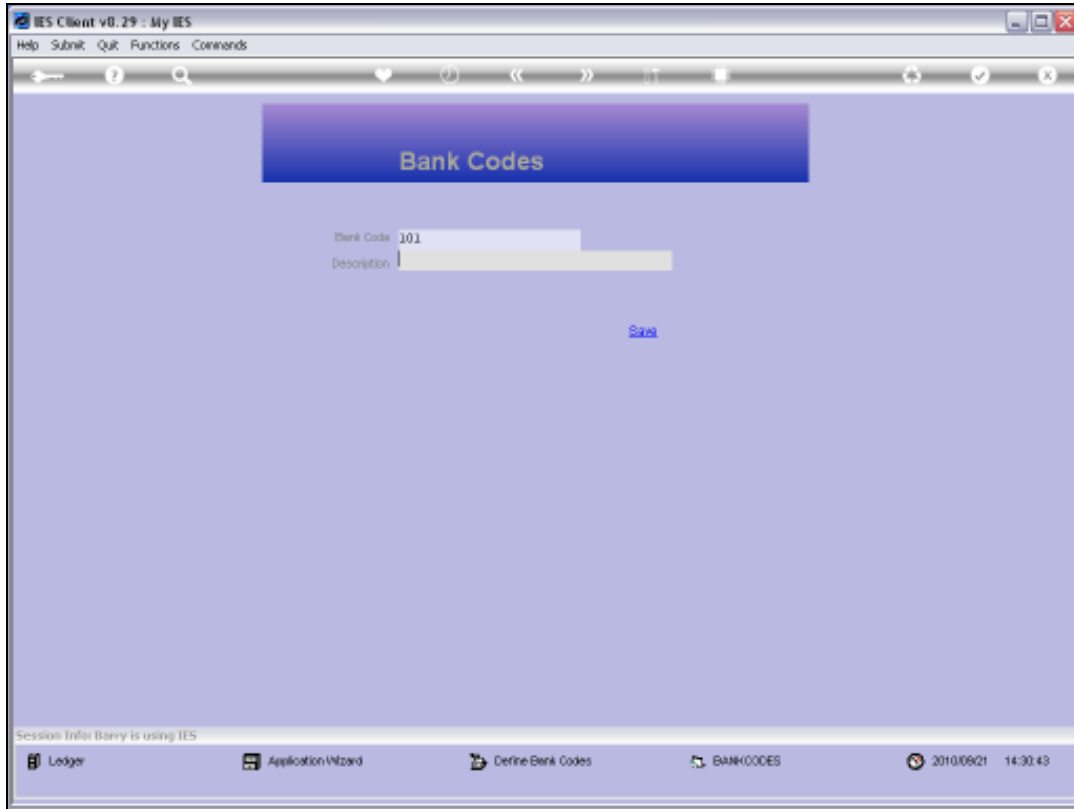 IES Client v8.29 : My IES
Help Submit Quit Functions Commands
Bank Codes
Bank Code 101
Description
Save
Session Info: Barry is using IES
Ledger Application Wizard Define Bank Codes BANKCODES 2010/09/21 14:30:43